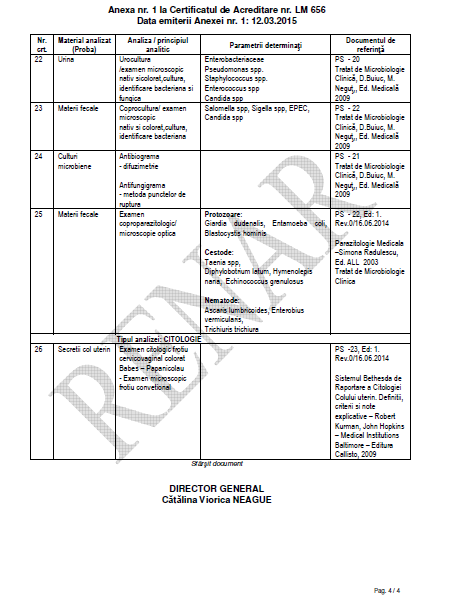 Anexa nr. 1 la Certificatul de Acreditare nr. LM 656
Data emiterii Anexei nr. 1: 12.03.2015
Nr. crt.
Material analizat (Proba)
Analiza / principiul analitic
Parametrii determinaţi
Documentul de referinţă
22
Urina
Urocultura
/examen microscopic
nativ sicolorat,cultura,
identificare bacteriana si
fungica
Enterobacteriaceae
Pseudomonas spp.
Staphylococcus spp.
Enterococcus spp
Candida spp
PS - 20
Tratat de Microbiologie
Clinică, D.Buiuc, M.
Neguţ,, Ed. Medicală
2009
23
Materii fecale
Coprocultura/ examen
microscopic
nativ si colorat,cultura,
identificare bacteriana
Salomella spp, Sigella spp, EPEC,
Candida spp
PS - 22
Tratat de Microbiologie
Clinică, D.Buiuc, M.
Neguţ,, Ed. Medicală
2009
24
Culturi
microbiene
Antibiograma
- difuzimetrie
Antifungigrama
- metoda punctelor de
ruptura
PS - 21
Tratat de Microbiologie
Clinică, D.Buiuc, M.
Neguţ,, Ed. Medicală
2009
25
Materii fecale
Examen
coproparazitologic/
microscopie optica
Protozoare:
Giardia dudenalis, Entamoeba coli,
Blastocystis hominis
Cestode:
Taenia spp,
Diphylobotrium latum, Hymenolepis
nana, Echinococcus granulosus
Nematode:
Ascaris lumbricoides, Enterobius
vermicularis,
Trichiuris trichiura
PS - 22, Ed: 1.
Rev.0/16.06.2014
Parazitologie Medicala
–Simona Radulescu,
Ed. ALL 2003
Tratat de Microbiologie
Clinica
Tipul analizei: CITOLOGIE
26
Secretii col uterin
Examen citologic frotiu
cervicovaginal colorat
Babes – Papanicolau
- Examen microscopic
frotiu convetional
PS -23, Ed: 1.
Rev.0/16.06.2014
Sistemul Bethesda de
Raportare a Citologiei
Colului uterin. Definitii,
criterii si note
explicative – Robert
Kurman, John Hopkins
– Medical Institutions
Baltimore – Editura
Callisto, 2009
Sfârşit document
DIRECTOR GENERAL
Cătălina Viorica NEAGUE
Pag. 4 / 4
RENAR